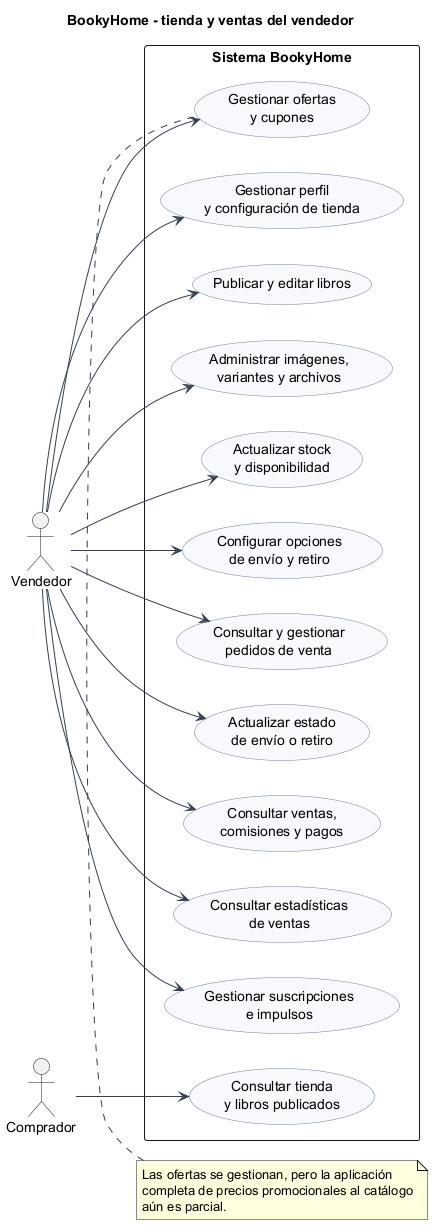 BookyHome - tienda y ventas del vendedor
Sistema BookyHome
Gestionar ofertas
y cupones
Gestionar perfil
y configuración de tienda
Publicar y editar libros
Administrar imágenes,
variantes y archivos
Actualizar stock
y disponibilidad
Vendedor
Configurar opciones
de envío y retiro
Consultar y gestionar
pedidos de venta
Actualizar estado
de envío o retiro
Consultar ventas,
comisiones y pagos
Consultar estadísticas
de ventas
Gestionar suscripciones
e impulsos
Comprador
Consultar tienda
y libros publicados
Las ofertas se gestionan, pero la aplicación
completa de precios promocionales al catálogo
aún es parcial.